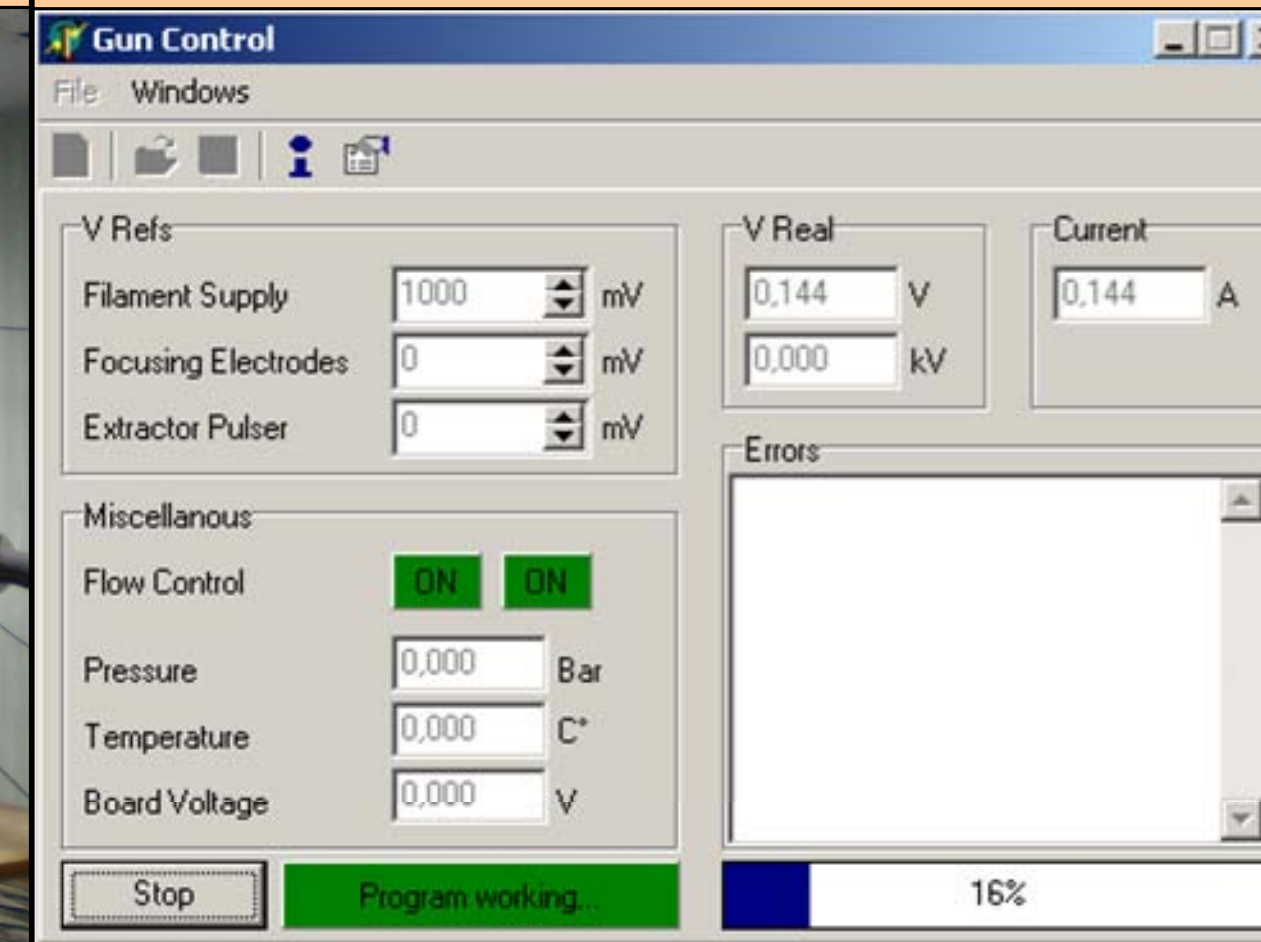 Gun Control
File Windows
V Refs
Filament Supply 1000 mV
Focusing Electrodes 0 mV
Extractor Pulser 0 mV
V Real
0,144 V
0,000 kV
Current
0,144 A
Miscellanous
Flow Control ON ON
Pressure 0,000 Bar
Temperature 0,000 C°
Board Voltage 0,000 V
Errors
Stop Program working...
16%